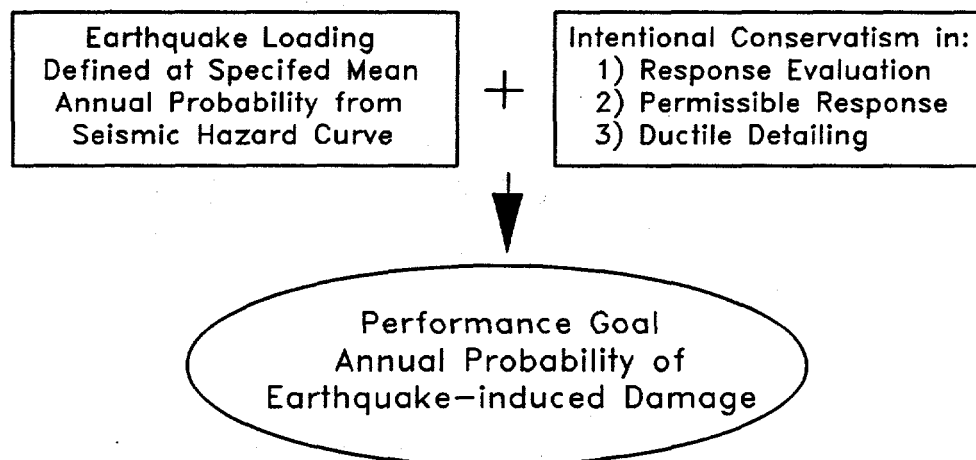 Earthquake Loading
Defined at Specifed Mean
Annual Probability from
Seismic Hazard Curve
+
Intentional Conservatism in:
1) Response Evaluation
2) Permissible Response
3) Ductile Detailing
Performance Goal
Annual Probability of
Earthquake-induced Damage